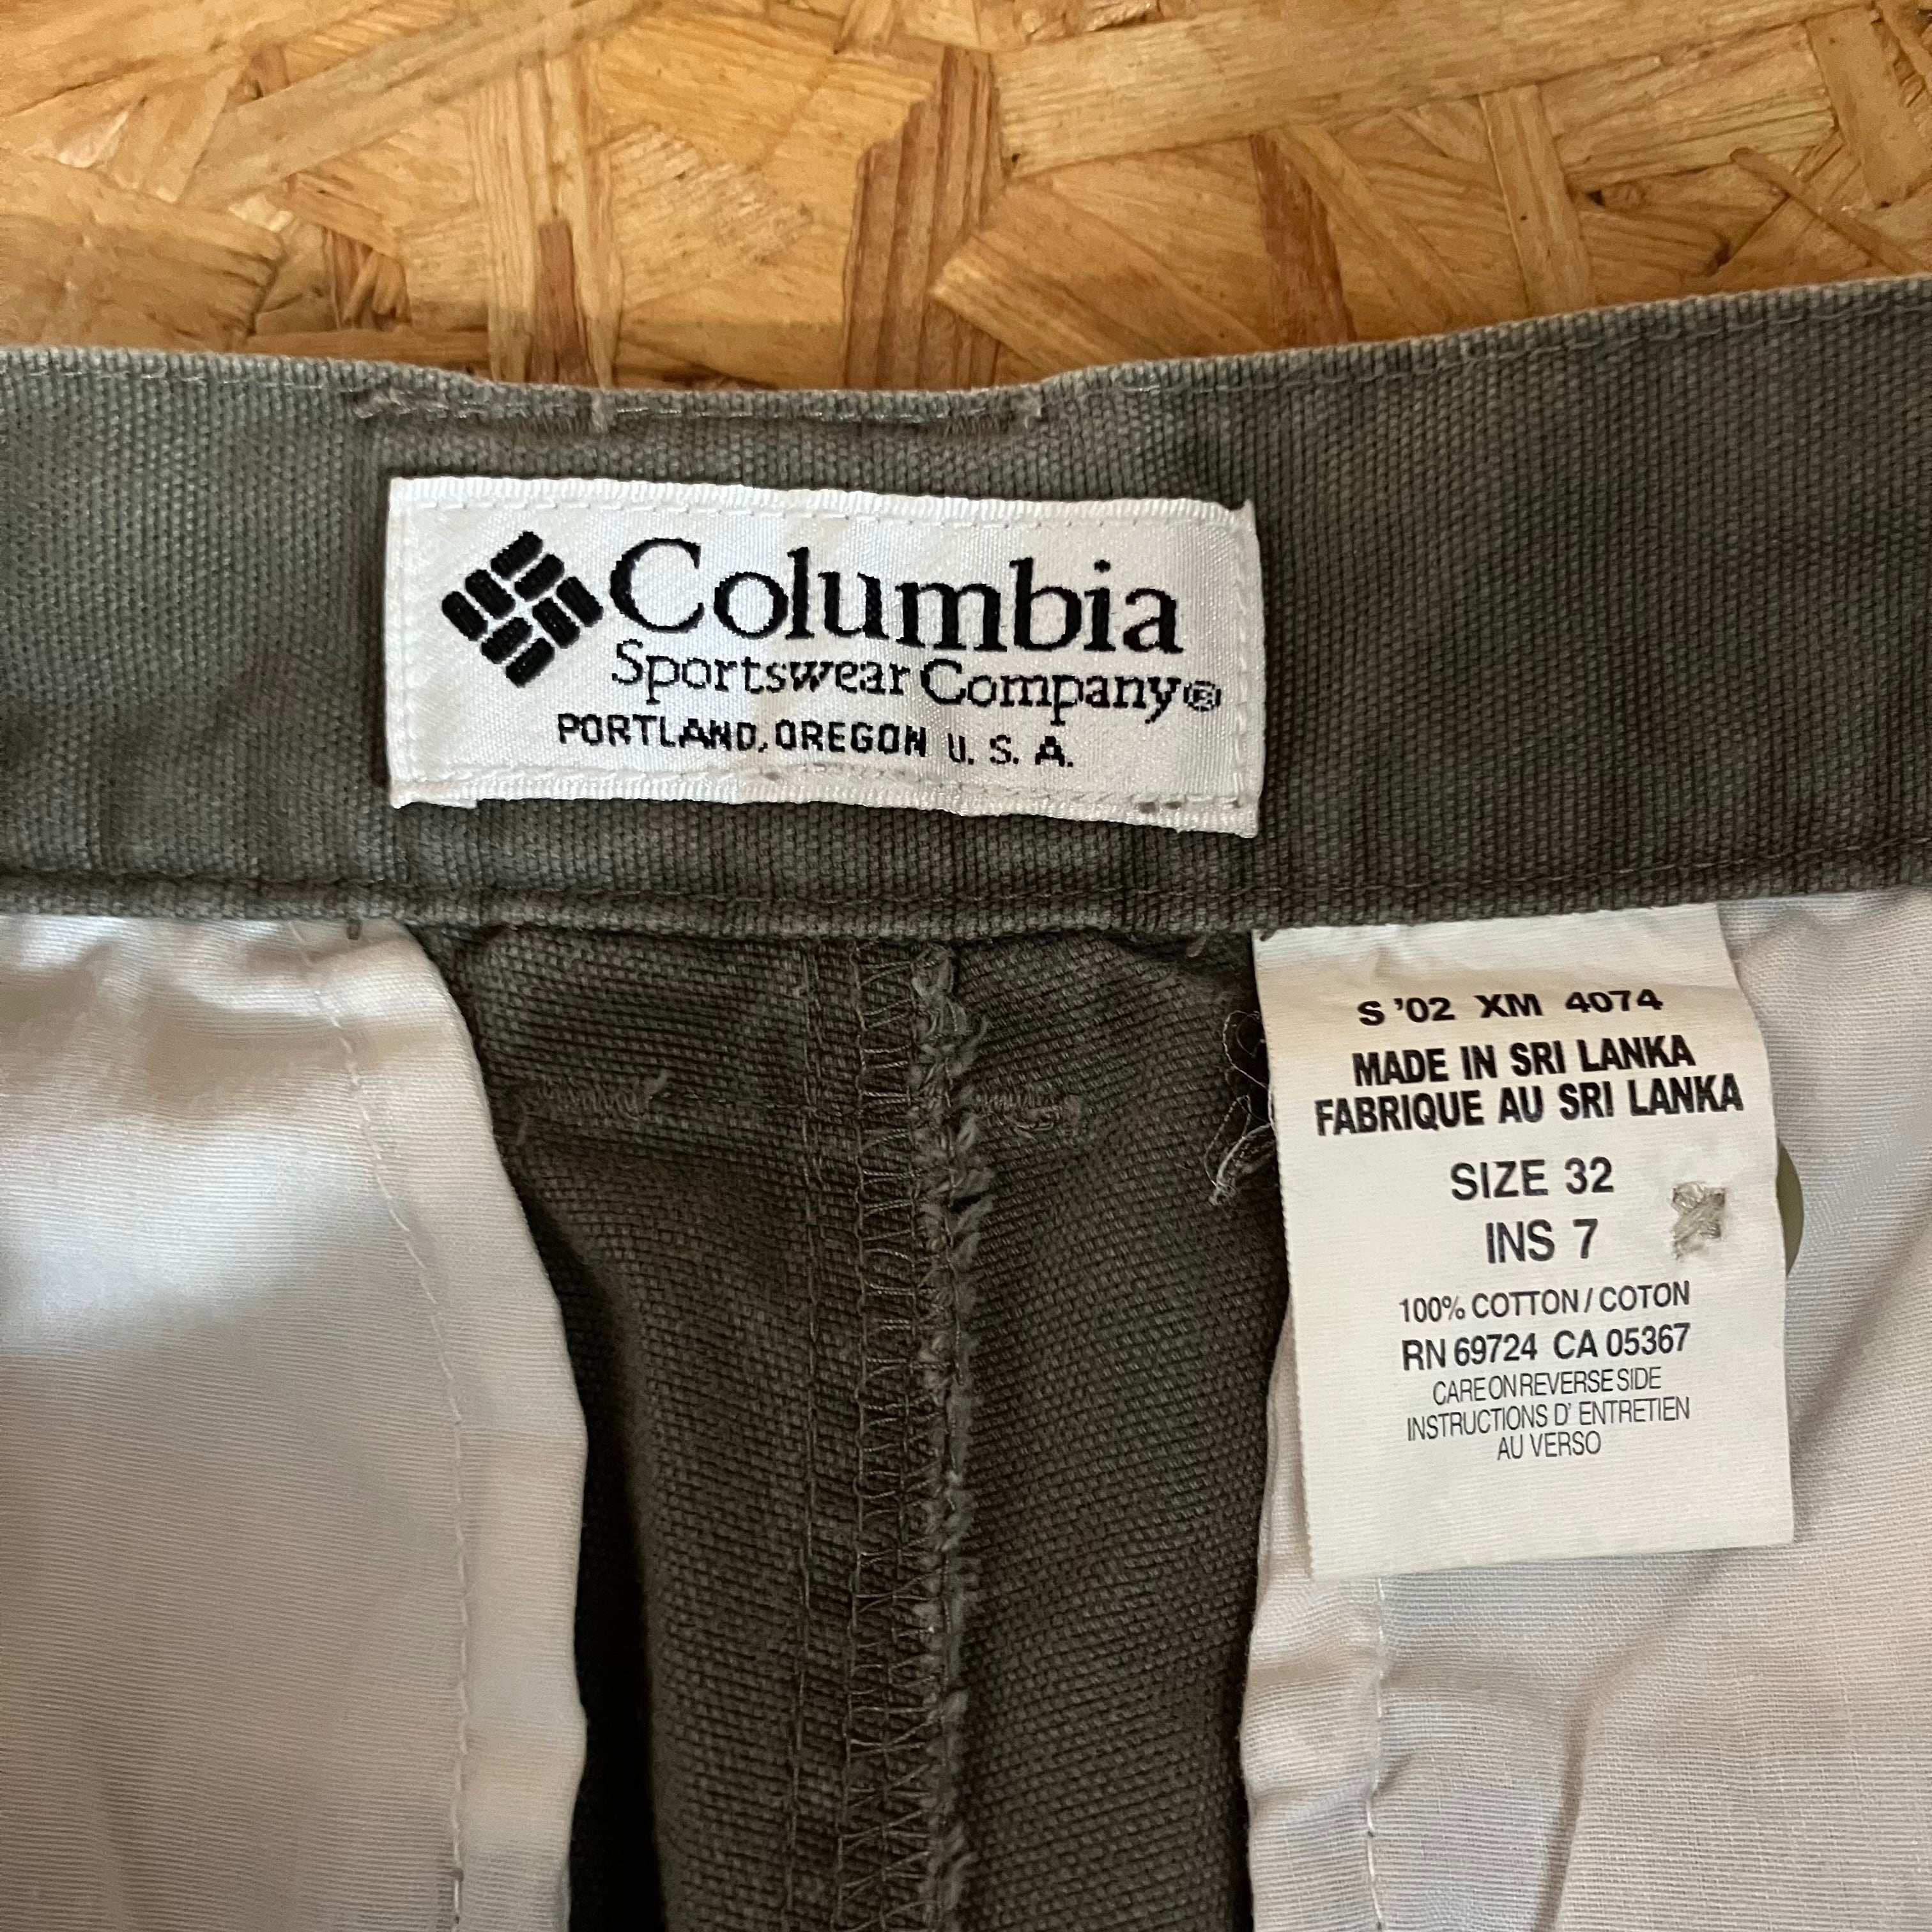 Columbia
Sportswear Company®
PORTLAND, OREGON U. S. A.
S '02 XM 4074
MADE IN SRI LANKA
FABRIQUE AU SRI LANKA
SIZE 32
INS 7
100% COTTON / COTON
RN 69724 CA 05367
CARE ON REVERSE SIDE
INSTRUCTIONS D' ENTRETIEN
AU VERSO